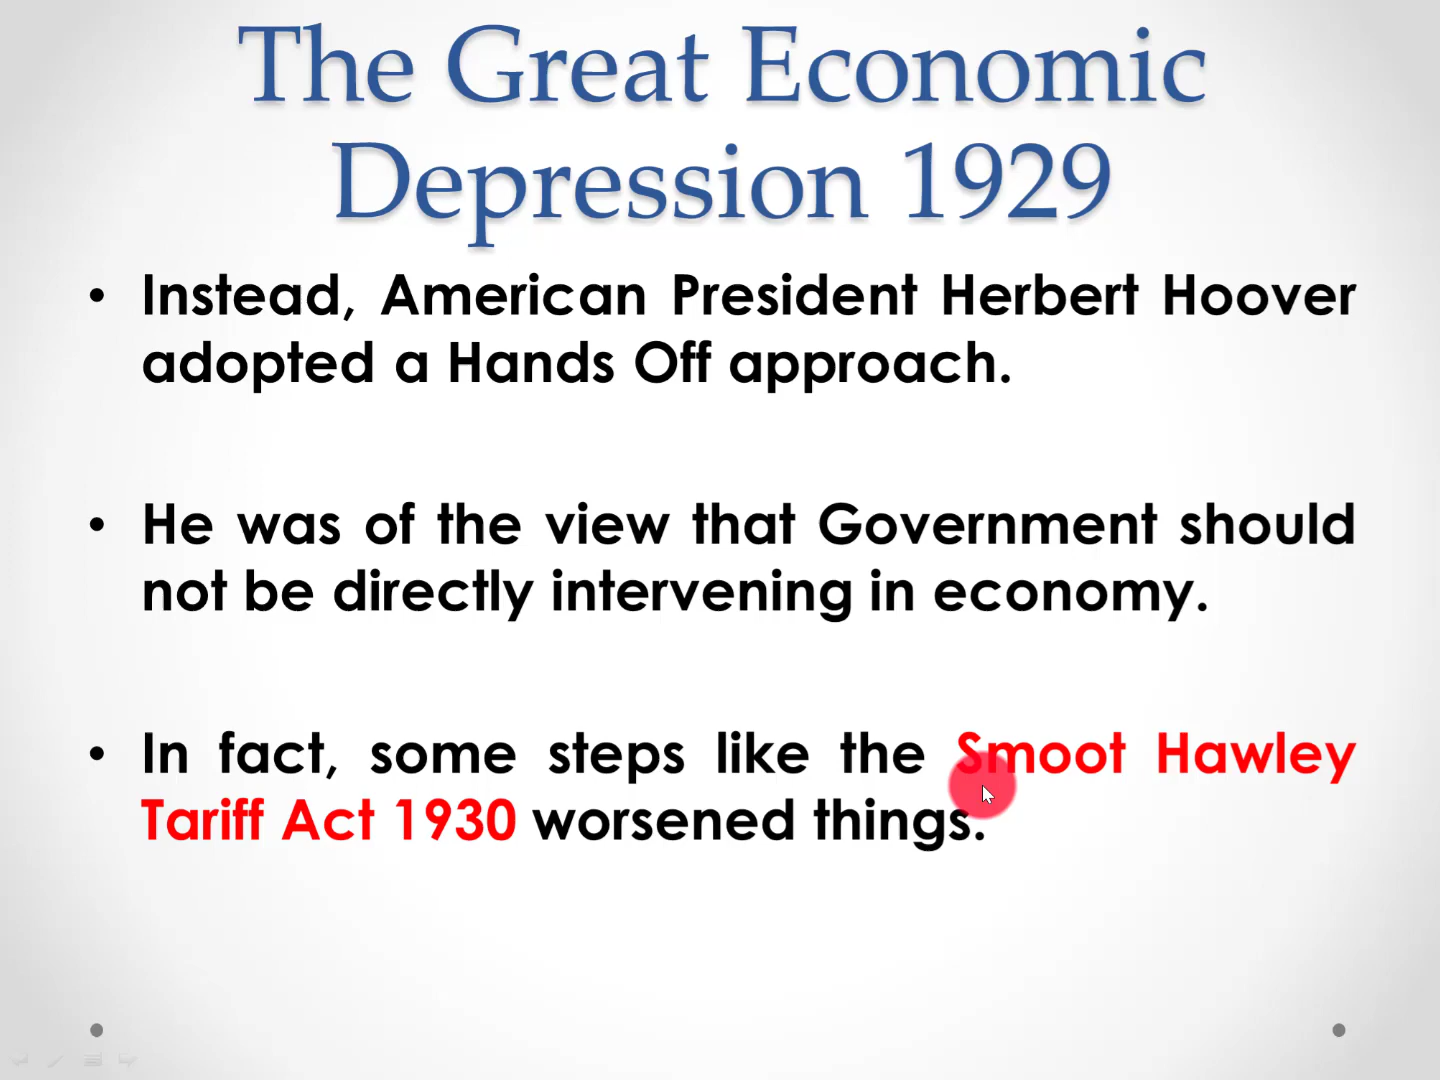 The Great Economic
Depression 1929
• Instead, American President Herbert Hoover
adopted a Hands Off approach.
• He was of the view that Government should
not be directly intervening in economy.
• In fact, some steps like the Smoot Hawley
Tariff Act 1930 worsened things.